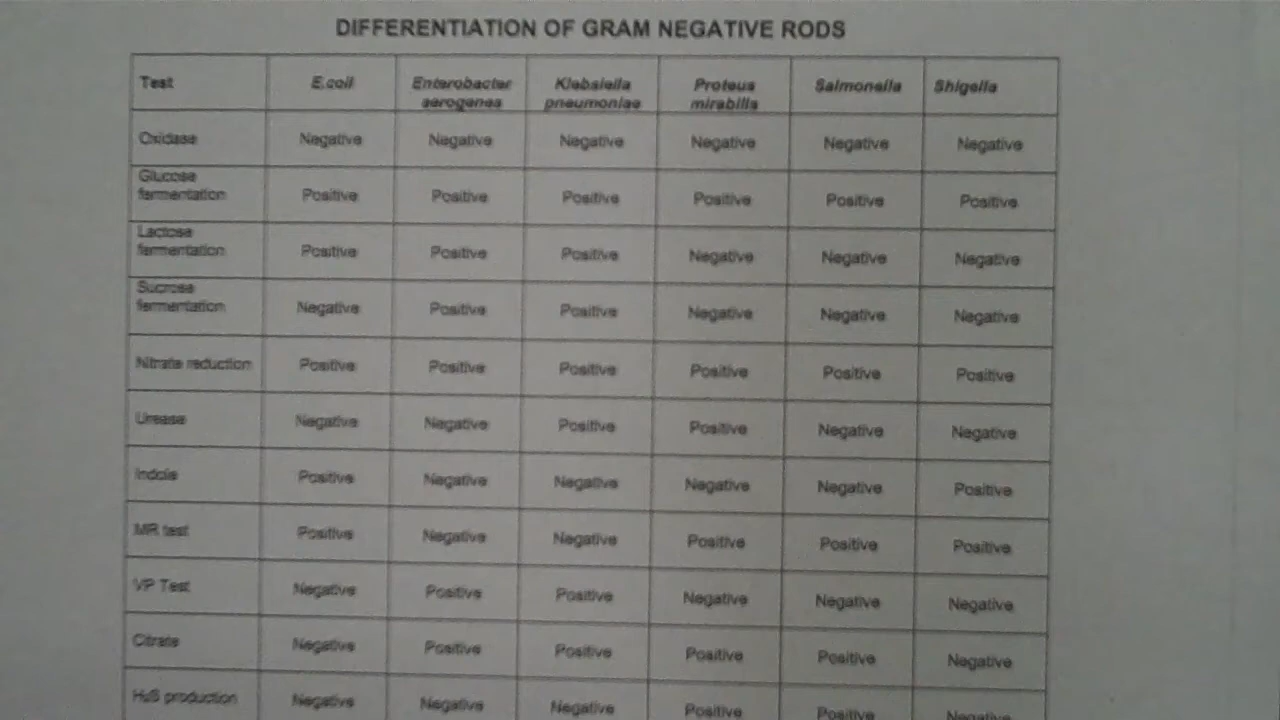 DIFFERENTIATION OF GRAM NEGATIVE RODS
Test E.coli Enterobacter aerogenes Klebsiella pneumoniae Proteus mirabilis Salmonella Shigella
Oxidase Negative Negative Negative Negative Negative Negative
Glucose fermentation Positive Positive Positive Positive Positive Positive
Lactose fermentation Positive Positive Positive Negative Negative Negative
Sucrose fermentation Negative Positive Positive Negative Negative Negative
Nitrate reduction Positive Positive Positive Positive Positive Positive
Urease Negative Negative Positive Positive Negative Negative
Indole Positive Negative Negative Negative Negative Positive
MR test Positive Negative Negative Positive Positive Positive
VP Test Negative Positive Positive Negative Negative Negative
Citrate Negative Positive Positive Positive Positive Negative
H₂S production Negative Negative Negative Positive Positive Negative